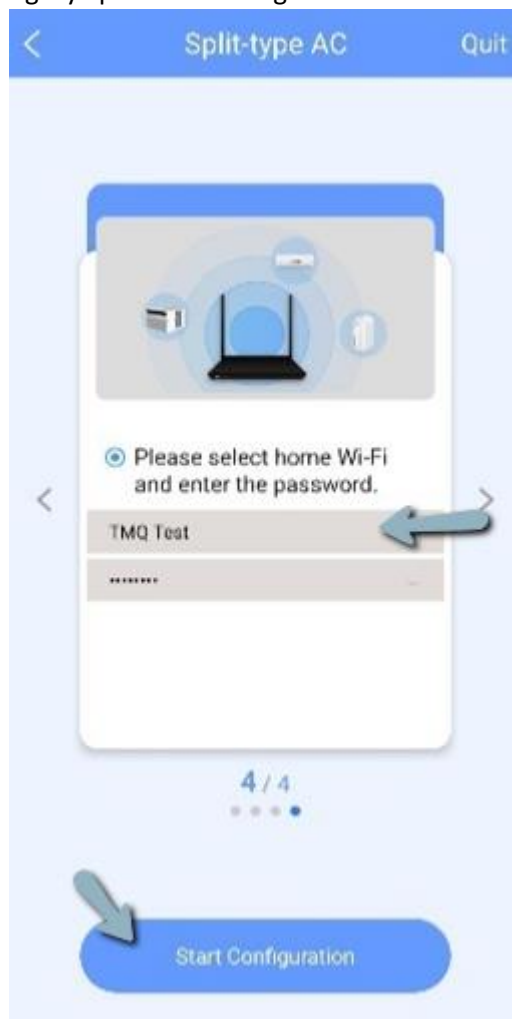 Split-type AC
Quit
Please select home Wi-Fi
and enter the password.
TMQ Test
••••••••
4 / 4
Start Configuration